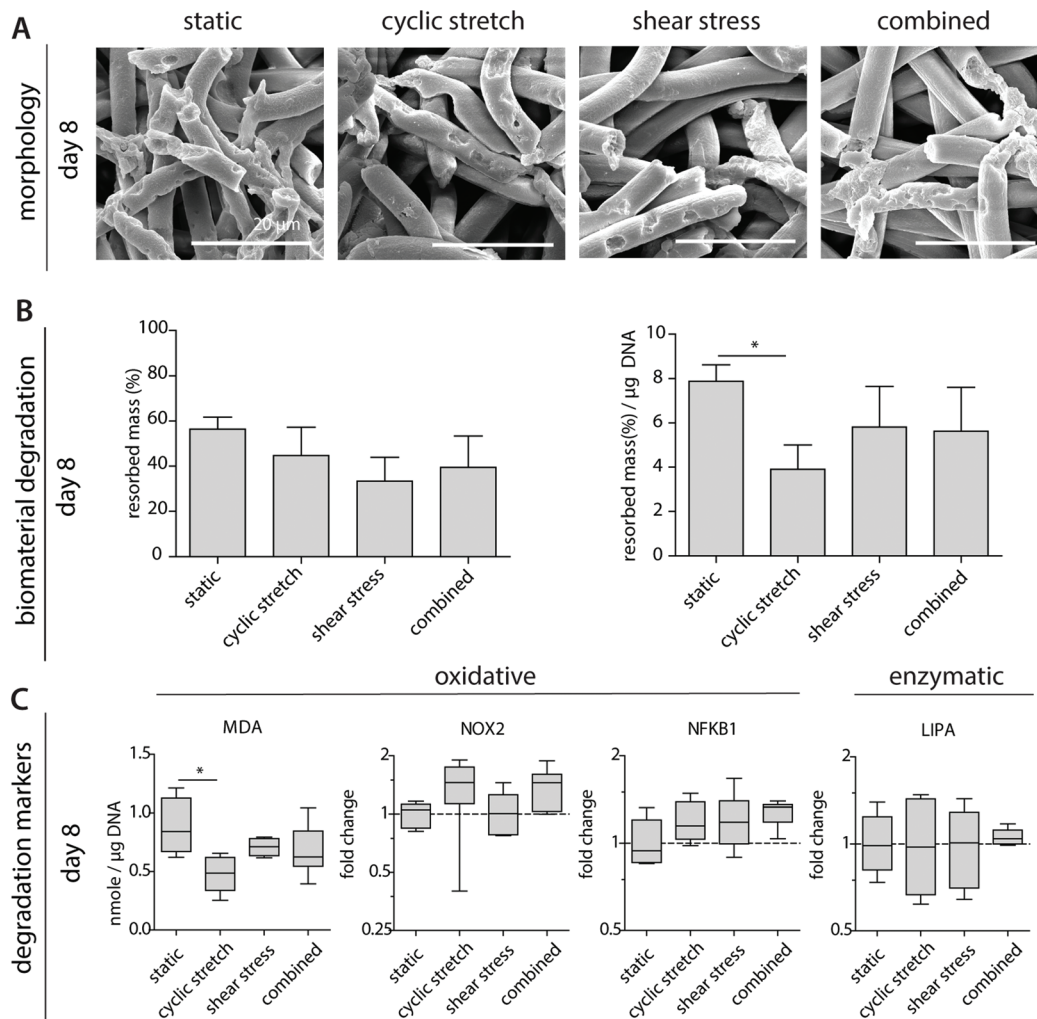 A
static
cyclic stretch
shear stress
combined
morphology
day 8
20 µm
B
biomaterial degradation
day 8
resorbed mass (%)
100
80
60
40
20
0
static
cyclic stretch
shear stress
combined
resorbed mass(%) / µg DNA
10
8
6
4
2
0
*
static
cyclic stretch
shear stress
combined
C
degradation markers
day 8
oxidative
enzymatic
MDA
nmole / µg DNA
1.5
1.0
0.5
0.0
*
static
cyclic stretch
shear stress
combined
NOX2
fold change
2
1
0.5
0.25
static
cyclic stretch
shear stress
combined
NFKB1
fold change
2
1
0.5
static
cyclic stretch
shear stress
combined
LIPA
fold change
2
1
0.5
static
cyclic stretch
shear stress
combined